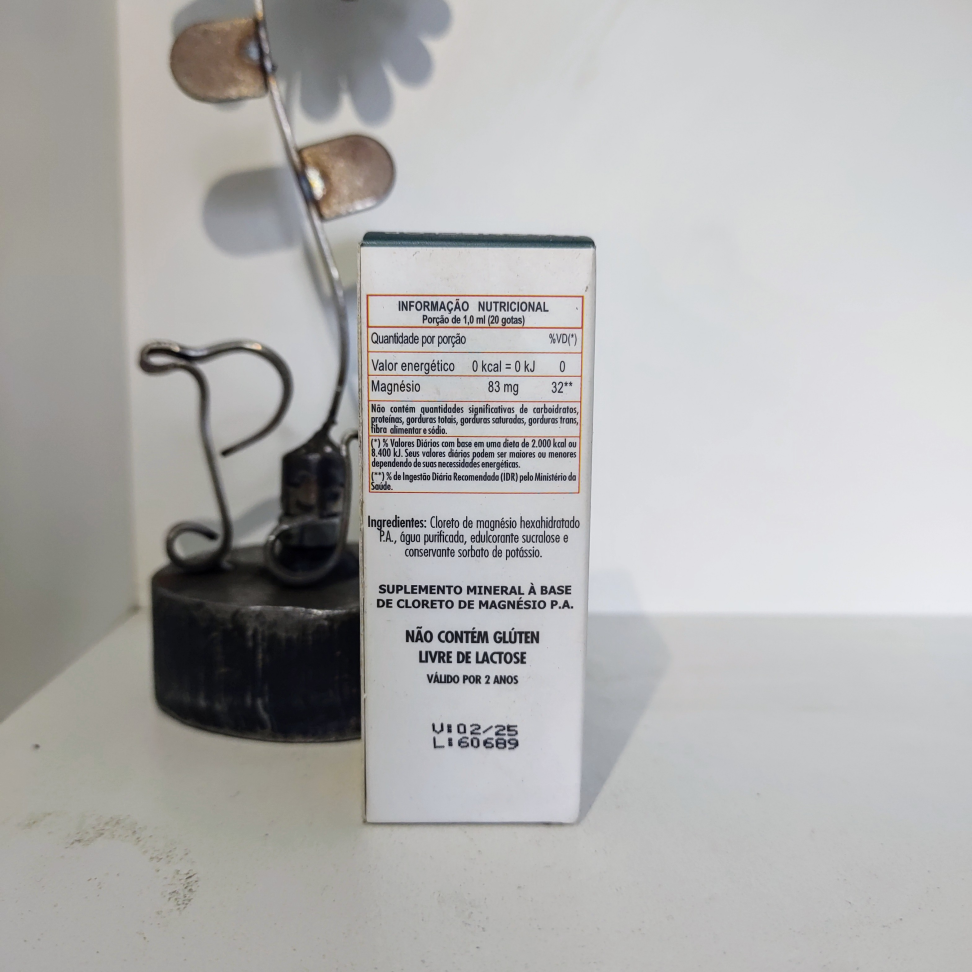 INFORMAÇÃO NUTRICIONAL
Porção de 1,0 ml (20 gotas)
Quantidade por porção %VD(*)
Valor energético 0 kcal = 0 kJ 0
Magnésio 83 mg 32**
Não contém quantidades significativas de carboidratos,
proteínas, gorduras totais, gorduras saturadas, gorduras trans,
fibra alimentar e sódio.
(*) % Valores Diários com base em uma dieta de 2.000 kcal ou
8.400 kJ. Seus valores diários podem ser maiores ou menores
dependendo de suas necessidades energéticas.
(**) % de Ingestão Diária Recomendada (IDR) pelo Ministério da
Saúde.
Ingredientes: Cloreto de magnésio hexahidratado
P.A., água purificada, edulcorante sucralose e
conservante sorbato de potássio.
SUPLEMENTO MINERAL À BASE
DE CLORETO DE MAGNÉSIO P.A.
NÃO CONTÉM GLÚTEN
LIVRE DE LACTOSE
VÁLIDO POR 2 ANOS
V:02/25
L:60689